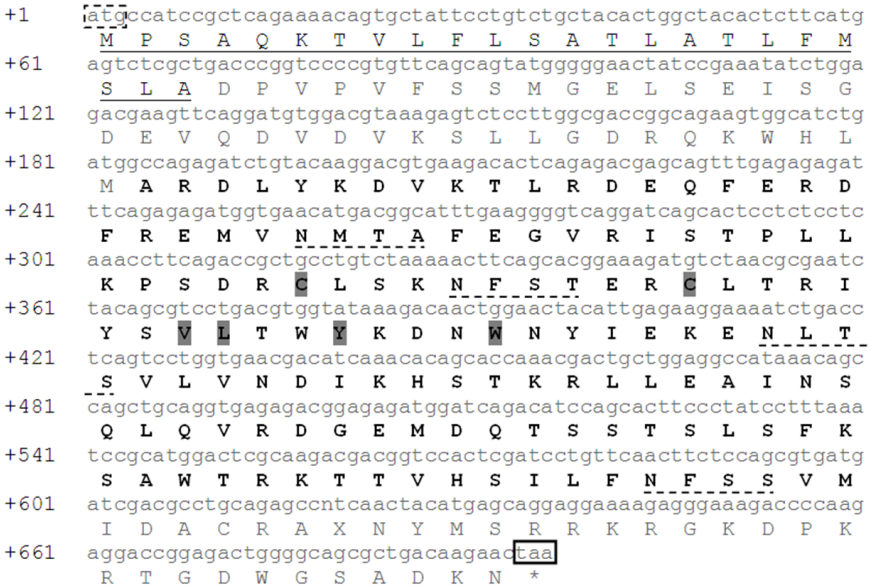 +1 atgccatccgctcagaaaacagtgctattcctgtctgctacactggctacactcttcatg
M P S A Q K T V L F L S A T L A T L F M
+61 agtctcgctgacccggtccccgtgttcagcagtatgggggaactatccgaaatatctgga
S L A D P V P V F S S M G E L S E I S G
+121 gacgaagttcaggatgtggacgtaaagagtctccttggcgaccggcagaagtggcatctg
D E V Q D V D V K S L L G D R Q K W H L
+181 atggccagagatctgtacaaggacgtgaagacactcagagacgagcagtttgagagagat
M A R D L Y K D V K T L R D E Q F E R D
+241 ttcagagagatggtgaacatgacggcatttgaaggggtcaggatcagcactcctctcctc
F R E M V N M T A F E G V R I S T P L L
+301 aaaccttcagaccgctgcctgtctaaaaacttcagcacggaaagatgtctaacgcgaatc
K P S D R C L S K N F S T E R C L T R I
+361 tacagcgtcctgacgtggtataaagacaactggaactacattgagaaggaaaatctgacc
Y S V L T W Y K D N W N Y I E K E N L T
+421 tcagtcctggtgaacgacatcaaacacagcaccaaacgactgctggaggccataaacagc
S V L V N D I K H S T K R L L E A I N S
+481 cagctgcaggtgagagacggagagatggatcagacatccagcacttccctatcctttaaa
Q L Q V R D G E M D Q T S S T S L S F K
+541 tccgcatggactcgcaagacgacggtccactcgatcctgttcaacttctccagcgtgatg
S A W T R K T T V H S I L F N F S S V M
+601 atcgacgcctgcagagccntcaactacatgagcaggaggaaaagagggaaagaccccaag
I D A C R A X N Y M S R R K R G K D P K
+661 aggaccggagactggggcagcgctgacaagaactaa
R T G D W G S A D K N *